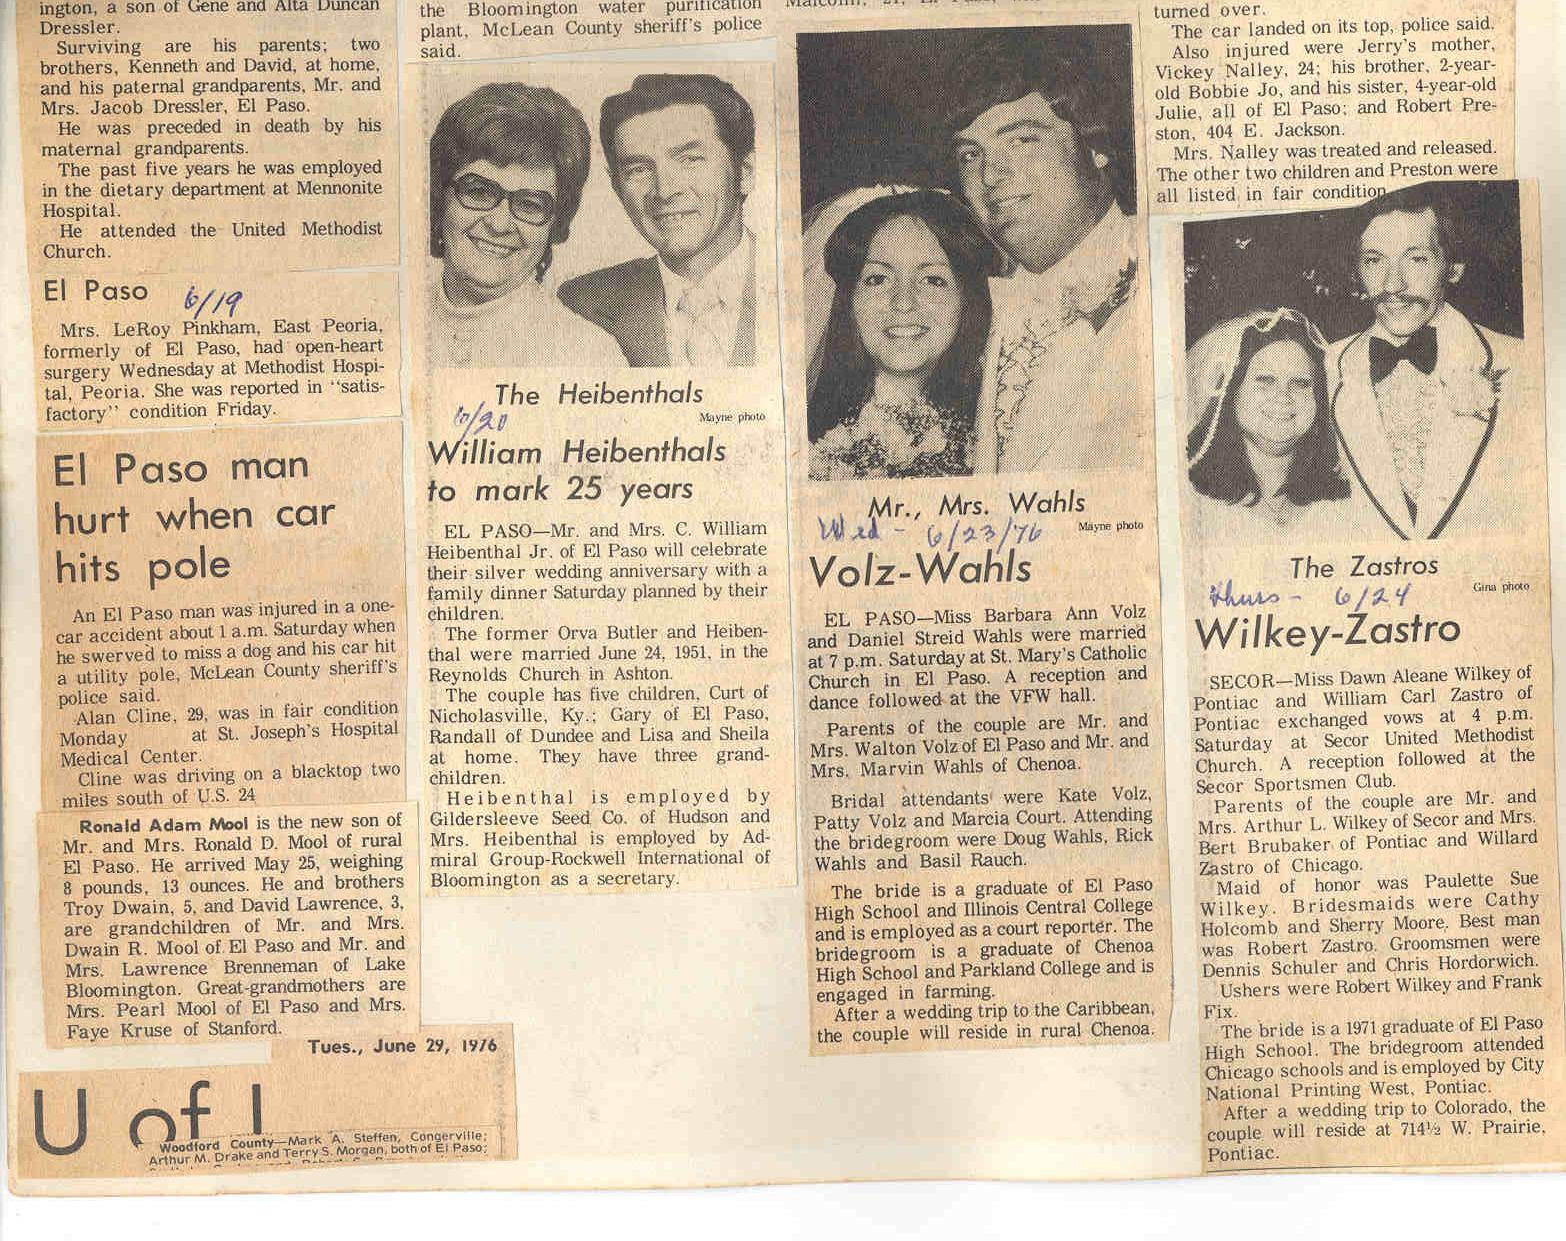 ington, a son of Gene and Alta Duncan
Dressler.
Surviving are his parents; two
brothers, Kenneth and David, at home,
and his paternal grandparents, Mr. and
Mrs. Jacob Dressler, El Paso.
He was preceded in death by his
maternal grandparents.
The past five years he was employed
in the dietary department at Mennonite
Hospital.
He attended the United Methodist
Church.
El Paso
6/19
Mrs. LeRoy Pinkham, East Peoria,
formerly of El Paso, had open-heart
surgery Wednesday at Methodist Hospi-
tal, Peoria. She was reported in "satis-
factory" condition Friday.
El Paso man
hurt when car
hits pole
An El Paso man was injured in a one-
car accident about 1 a.m. Saturday when
he swerved to miss a dog and his car hit
a utility pole, McLean County sheriff's
police said.
Alan Cline, 29, was in fair condition
Monday at St. Joseph's Hospital
Medical Center.
Cline was driving on a blacktop two
miles south of U.S. 24
Ronald Adam Mool is the new son of
Mr. and Mrs. Ronald D. Mool of rural
El Paso. He arrived May 25, weighing
8 pounds, 13 ounces. He and brothers
Troy Dwain, 5, and David Lawrence, 3,
are grandchildren of Mr. and Mrs.
Dwain R. Mool of El Paso and Mr. and
Mrs. Lawrence Brenneman of Lake
Bloomington. Great-grandmothers are
Mrs. Pearl Mool of El Paso and Mrs.
Faye Kruse of Stanford.
Tues., June 29, 1976
U of I
Woodford County—Mark A. Steffen, Congerville;
Arthur M. Drake and Terry S. Morgan, both of El Paso;
the Bloomington water purification
plant, McLean County sheriff's police
said.
The Heibenthals
Mayne photo
6/20
William Heibenthals
to mark 25 years
EL PASO—Mr. and Mrs. C. William
Heibenthal Jr. of El Paso will celebrate
their silver wedding anniversary with a
family dinner Saturday planned by their
children.
The former Orva Butler and Heiben-
thal were married June 24, 1951, in the
Reynolds Church in Ashton.
The couple has five children, Curt of
Nicholasville, Ky.; Gary of El Paso,
Randall of Dundee and Lisa and Sheila
at home. They have three grand-
children.
Heibenthal is employed by
Gildersleeve Seed Co. of Hudson and
Mrs. Heibenthal is employed by Ad-
miral Group-Rockwell International of
Bloomington as a secretary.
Mr., Mrs. Wahls
Mayne photo
Wed - 6/23/76
Volz-Wahls
EL PASO—Miss Barbara Ann Volz
and Daniel Streid Wahls were married
at 7 p.m. Saturday at St. Mary's Catholic
Church in El Paso. A reception and
dance followed at the VFW hall.
Parents of the couple are Mr. and
Mrs. Walton Volz of El Paso and Mr. and
Mrs. Marvin Wahls of Chenoa.
Bridal attendants were Kate Volz,
Patty Volz and Marcia Court. Attending
the bridegroom were Doug Wahls, Rick
Wahls and Basil Rauch.
The bride is a graduate of El Paso
High School and Illinois Central College
and is employed as a court reporter. The
bridegroom is a graduate of Chenoa
High School and Parkland College and is
engaged in farming.
After a wedding trip to the Caribbean,
the couple will reside in rural Chenoa.
turned over.
The car landed on its top, police said.
Also injured were Jerry's mother,
Vickey Nalley, 24; his brother, 2-year-
old Bobbie Jo, and his sister, 4-year-old
Julie, all of El Paso; and Robert Pre-
ston, 404 E. Jackson.
Mrs. Nalley was treated and released.
The other two children and Preston were
all listed in fair condition
The Zastros
Gina photo
Thurs - 6/24
Wilkey-Zastro
SECOR—Miss Dawn Aleane Wilkey of
Pontiac and William Carl Zastro of
Pontiac exchanged vows at 4 p.m.
Saturday at Secor United Methodist
Church. A reception followed at the
Secor Sportsmen Club.
Parents of the couple are Mr. and
Mrs. Arthur L. Wilkey of Secor and Mrs.
Bert Brubaker of Pontiac and Willard
Zastro of Chicago.
Maid of honor was Paulette Sue
Wilkey. Bridesmaids were Cathy
Holcomb and Sherry Moore. Best man
was Robert Zastro. Groomsmen were
Dennis Schuler and Chris Hordorwich.
Ushers were Robert Wilkey and Frank
Fix.
The bride is a 1971 graduate of El Paso
High School. The bridegroom attended
Chicago schools and is employed by City
National Printing West, Pontiac.
After a wedding trip to Colorado, the
couple will reside at 714½ W. Prairie,
Pontiac.